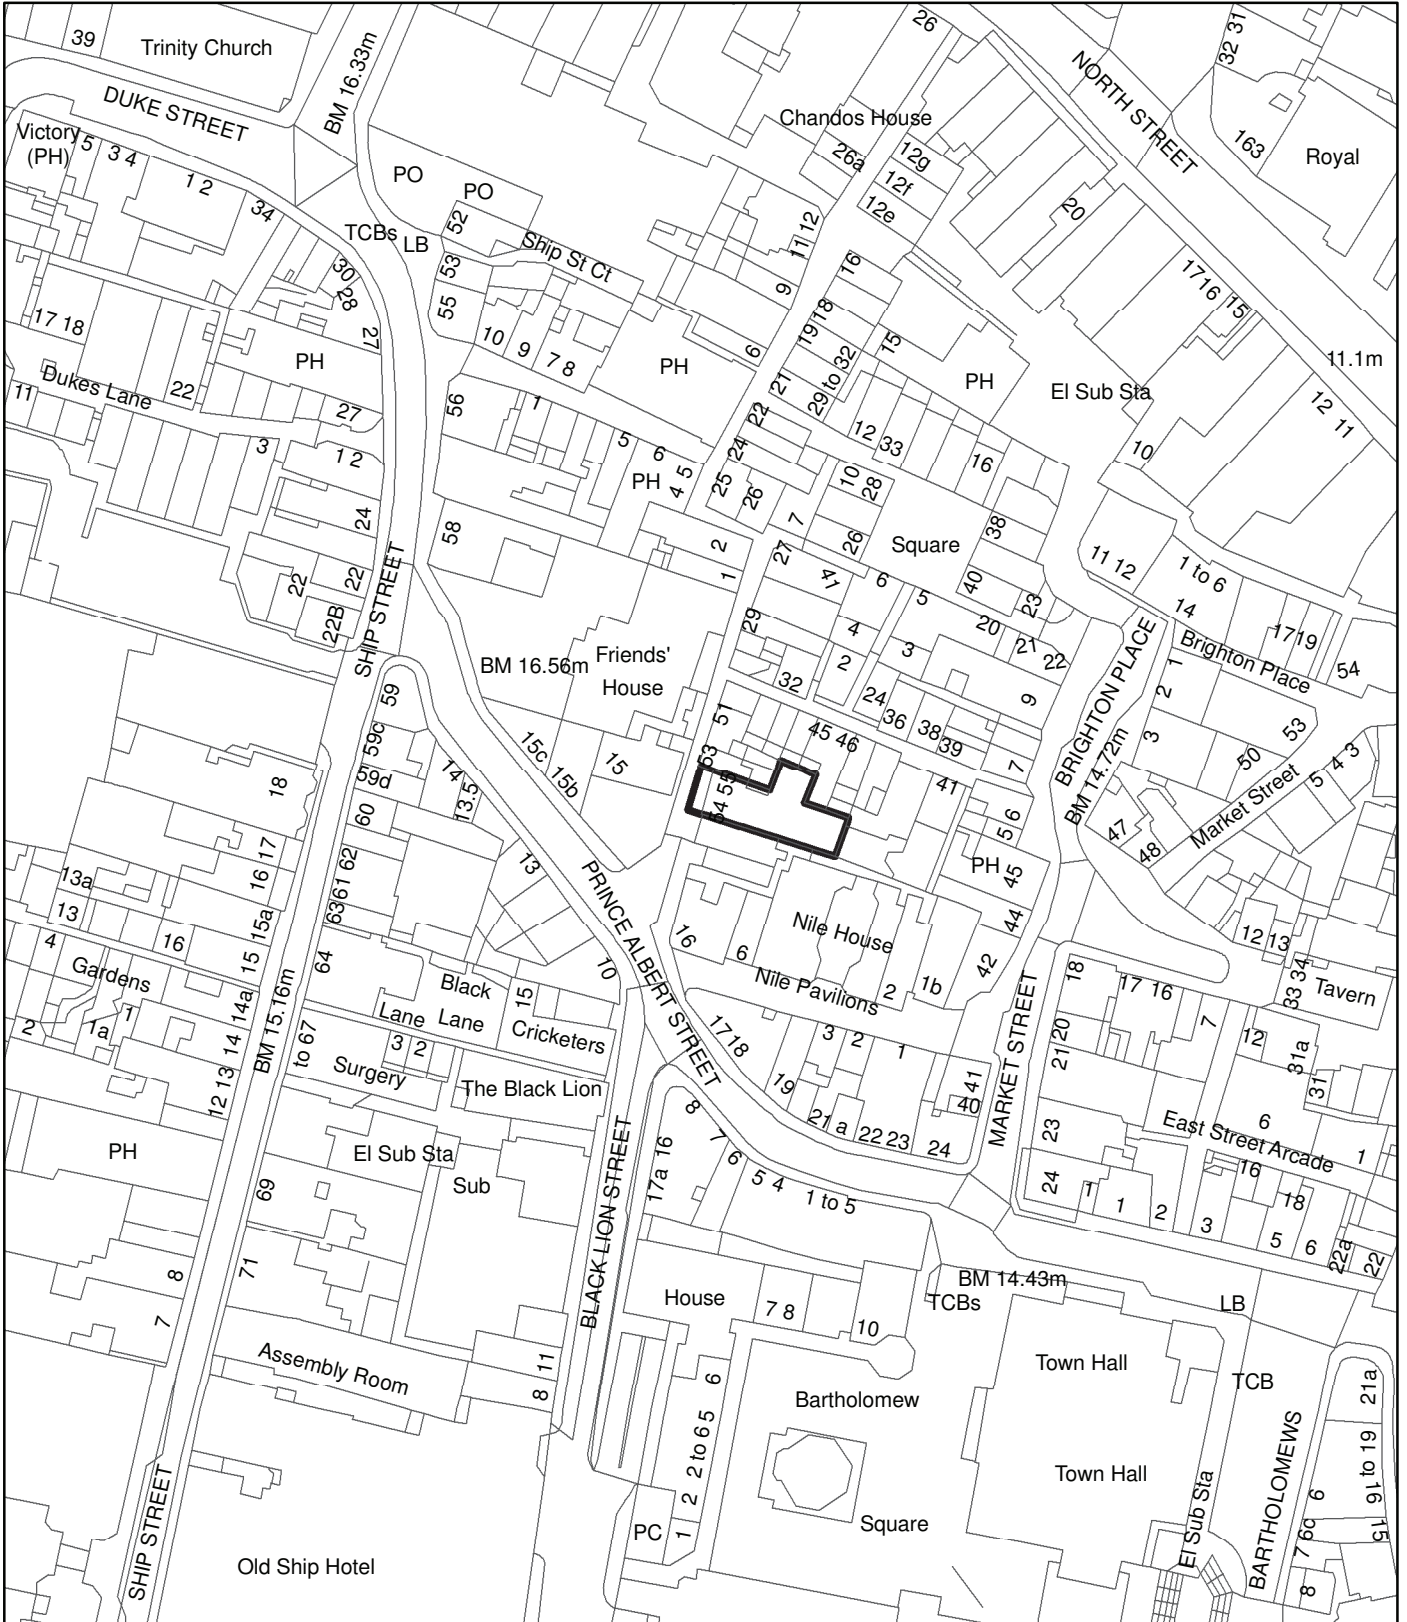 39
Trinity Church
BM 16.33m
26
32 31
NORTH STREET
DUKE STREET
Chandos House
163
Royal
Victory
(PH)
5
3 4
1 2
34
PO
PO
52
26a
12g
12f
12e
20
TCBs
LB
Ship St Ct
11 12
30
28
53
55
9
16
17 16
15
17 18
27
10
9
7 8
PH
6
18
19
15
29 to 32
PH
El Sub Sta
11.1m
PH
Dukes Lane
11
22
27
56
1
21
22
12
33
12
11
3
1 2
5
6
PH
4 5
24
25
26
10
28
16
10
24
58
2
7
26
Square
38
22
22
22B
SHIP STREET
1
27
41
6
5
40
23
11 12
1 to 6
14
29
4
2
3
20
21
22
17
19
Brighton Place
54
BM 16.56m
Friends'
House
32
24
36
38
39
9
BRIGHTON PLACE
1
2
3
59
51
45 46
7
BM 14.72m
53
50
5 4 3
59c
59d
14
13.5
15c
15b
15
53
54 55
41
5 6
Market Street
18
60
PH
45
47
48
17
16
62
61
63
13
PRINCE ALBERT STREET
13a
13
15a
16
15
64
16
6
Nile House
44
42
12
13
4
Gardens
10
Nile Pavilions
2
1b
18
17 16
33 34
Tavern
2
1a
1
14a
14
BM 15.16m
to 67
Black
Lane
Lane
15
Cricketers
17 18
3
2
1
20
21
7
12
31a
31
3
2
Surgery
The Black Lion
19
41
40
MARKET STREET
12 13
8
21
a
22
23
24
23
6
East Street Arcade
1
PH
El Sub Sta
Sub
BLACK LION STREET
17a 16
7
6
5 4
1 to 5
24
1
1
2
16
18
3
5
6
22a
22
69
8
71
7
BM 14.43m
TCBs
LB
House
7 8
10
Assembly Room
11
8
6
Town Hall
TCB
21a
Bartholomew
2 to 6 5
Town Hall
16 to 19
BARTHOLOMEWS
6
SHIP STREET
2
1
PC
Square
El Sub Sta
15
6c
7
8
Old Ship Hotel